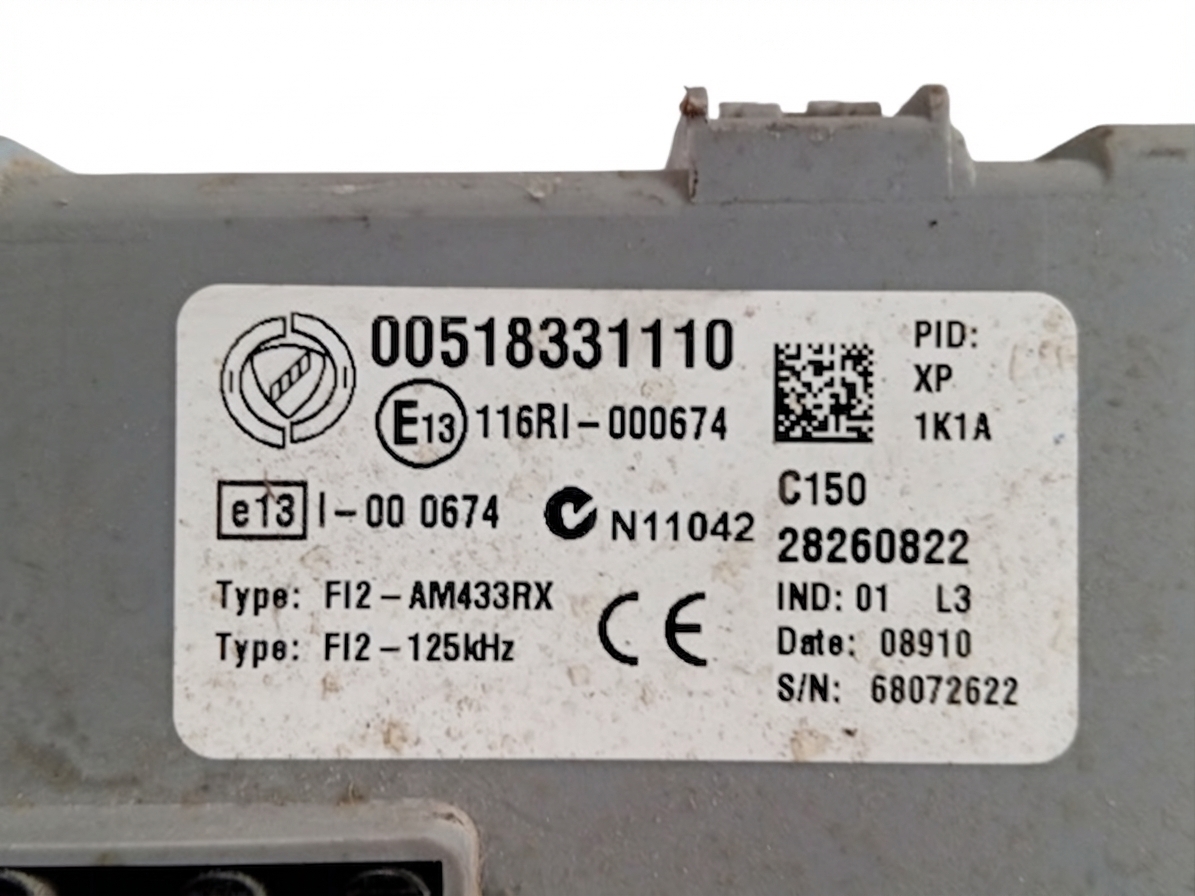 00518331110
E13 116RI-000674
e13 I-00 0674 N11042
Type: FI2-AM433RX
Type: FI2-125kHz
CE
PID:
XP
1K1A
C150
28260822
IND: 01 L3
Date: 08910
S/N: 68072622